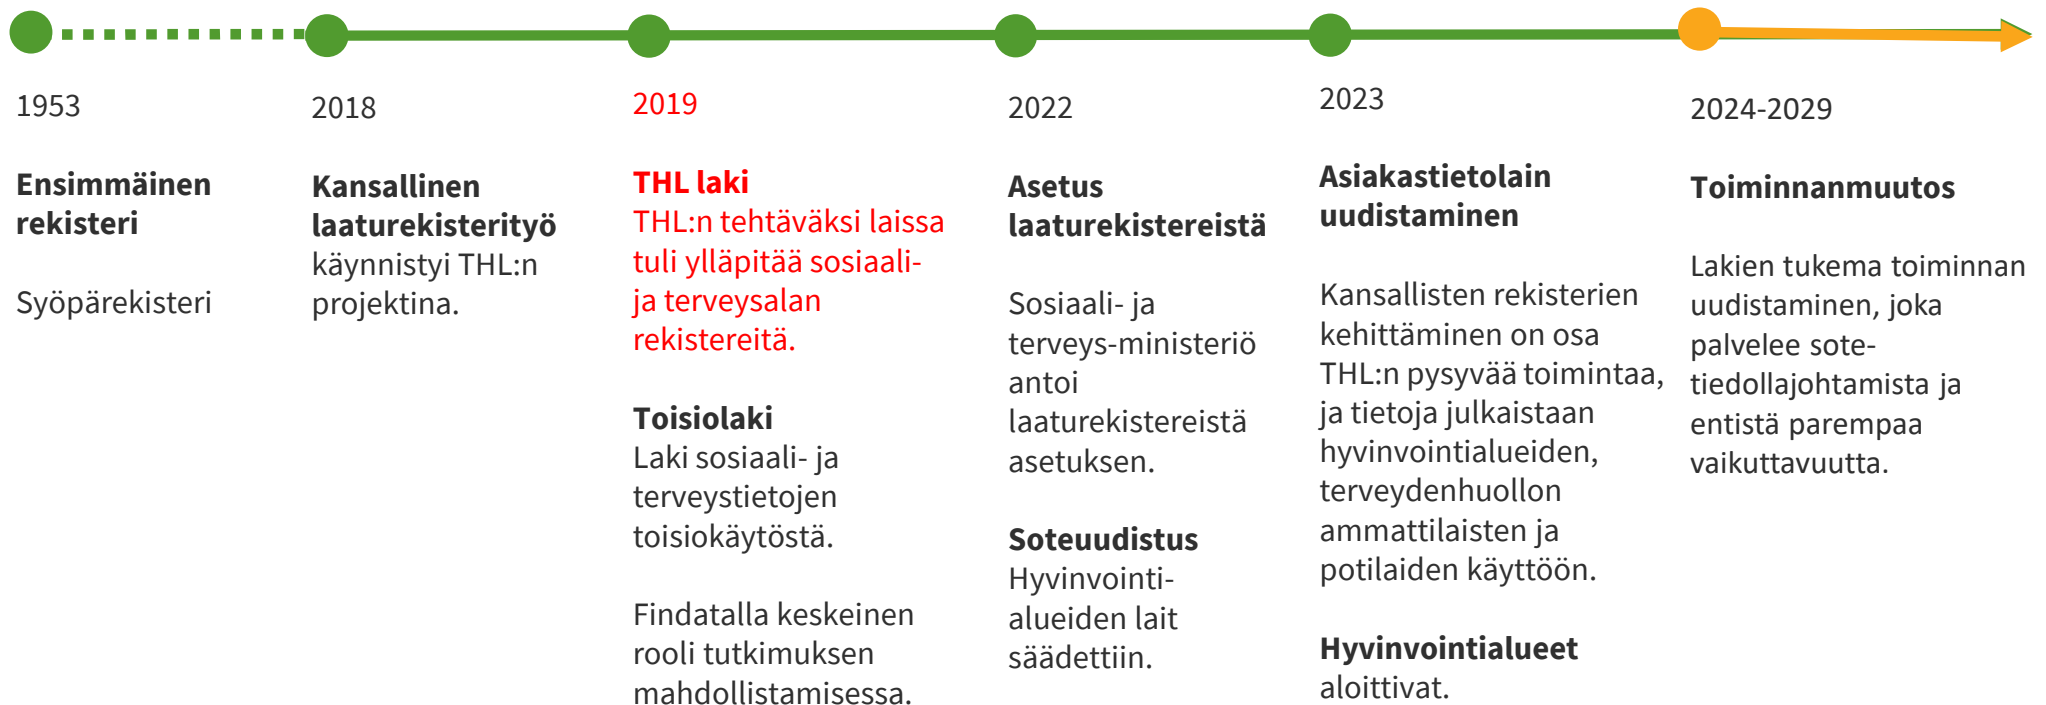 1953
Ensimmäinen
rekisteri
Syöpärekisteri
2018
Kansallinen
laaturekisterityö
käynnistyi THL:n
projektina.
2019
THL laki
THL:n tehtäväksi laissa
tuli ylläpitää sosiaali-
ja terveysalan
rekistereitä.
Toisiolaki
Laki sosiaali- ja
terveystietojen
toisiokäytöstä.
Findatalla keskeinen
rooli tutkimuksen
mahdollistamisessa.
2022
Asetus
laaturekistereistä
Sosiaali- ja
terveys-ministeriö
antoi
laaturekistereistä
asetuksen.
Soteuudistus
Hyvinvointi-
alueiden lait
säädettiin.
2023
Asiakastietolain
uudistaminen
Kansallisten rekisterien
kehittäminen on osa
THL:n pysyvää toimintaa,
ja tietoja julkaistaan
hyvinvointialueiden,
terveydenhuollon
ammattilaisten ja
potilaiden käyttöön.
Hyvinvointialueet
aloittivat.
2024-2029
Toiminnanmuutos
Lakien tukema toiminnan
uudistaminen, joka
palvelee sote-
tiedollajohtamista ja
entistä parempaa
vaikuttavuutta.